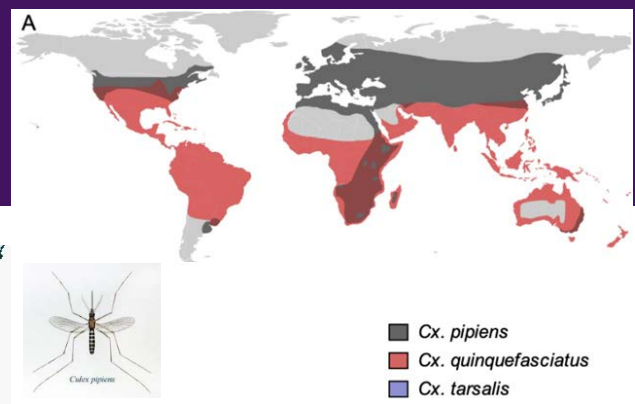 A
Culex pipiens
Cx. pipiens
Cx. quinquefasciatus
Cx. tarsalis